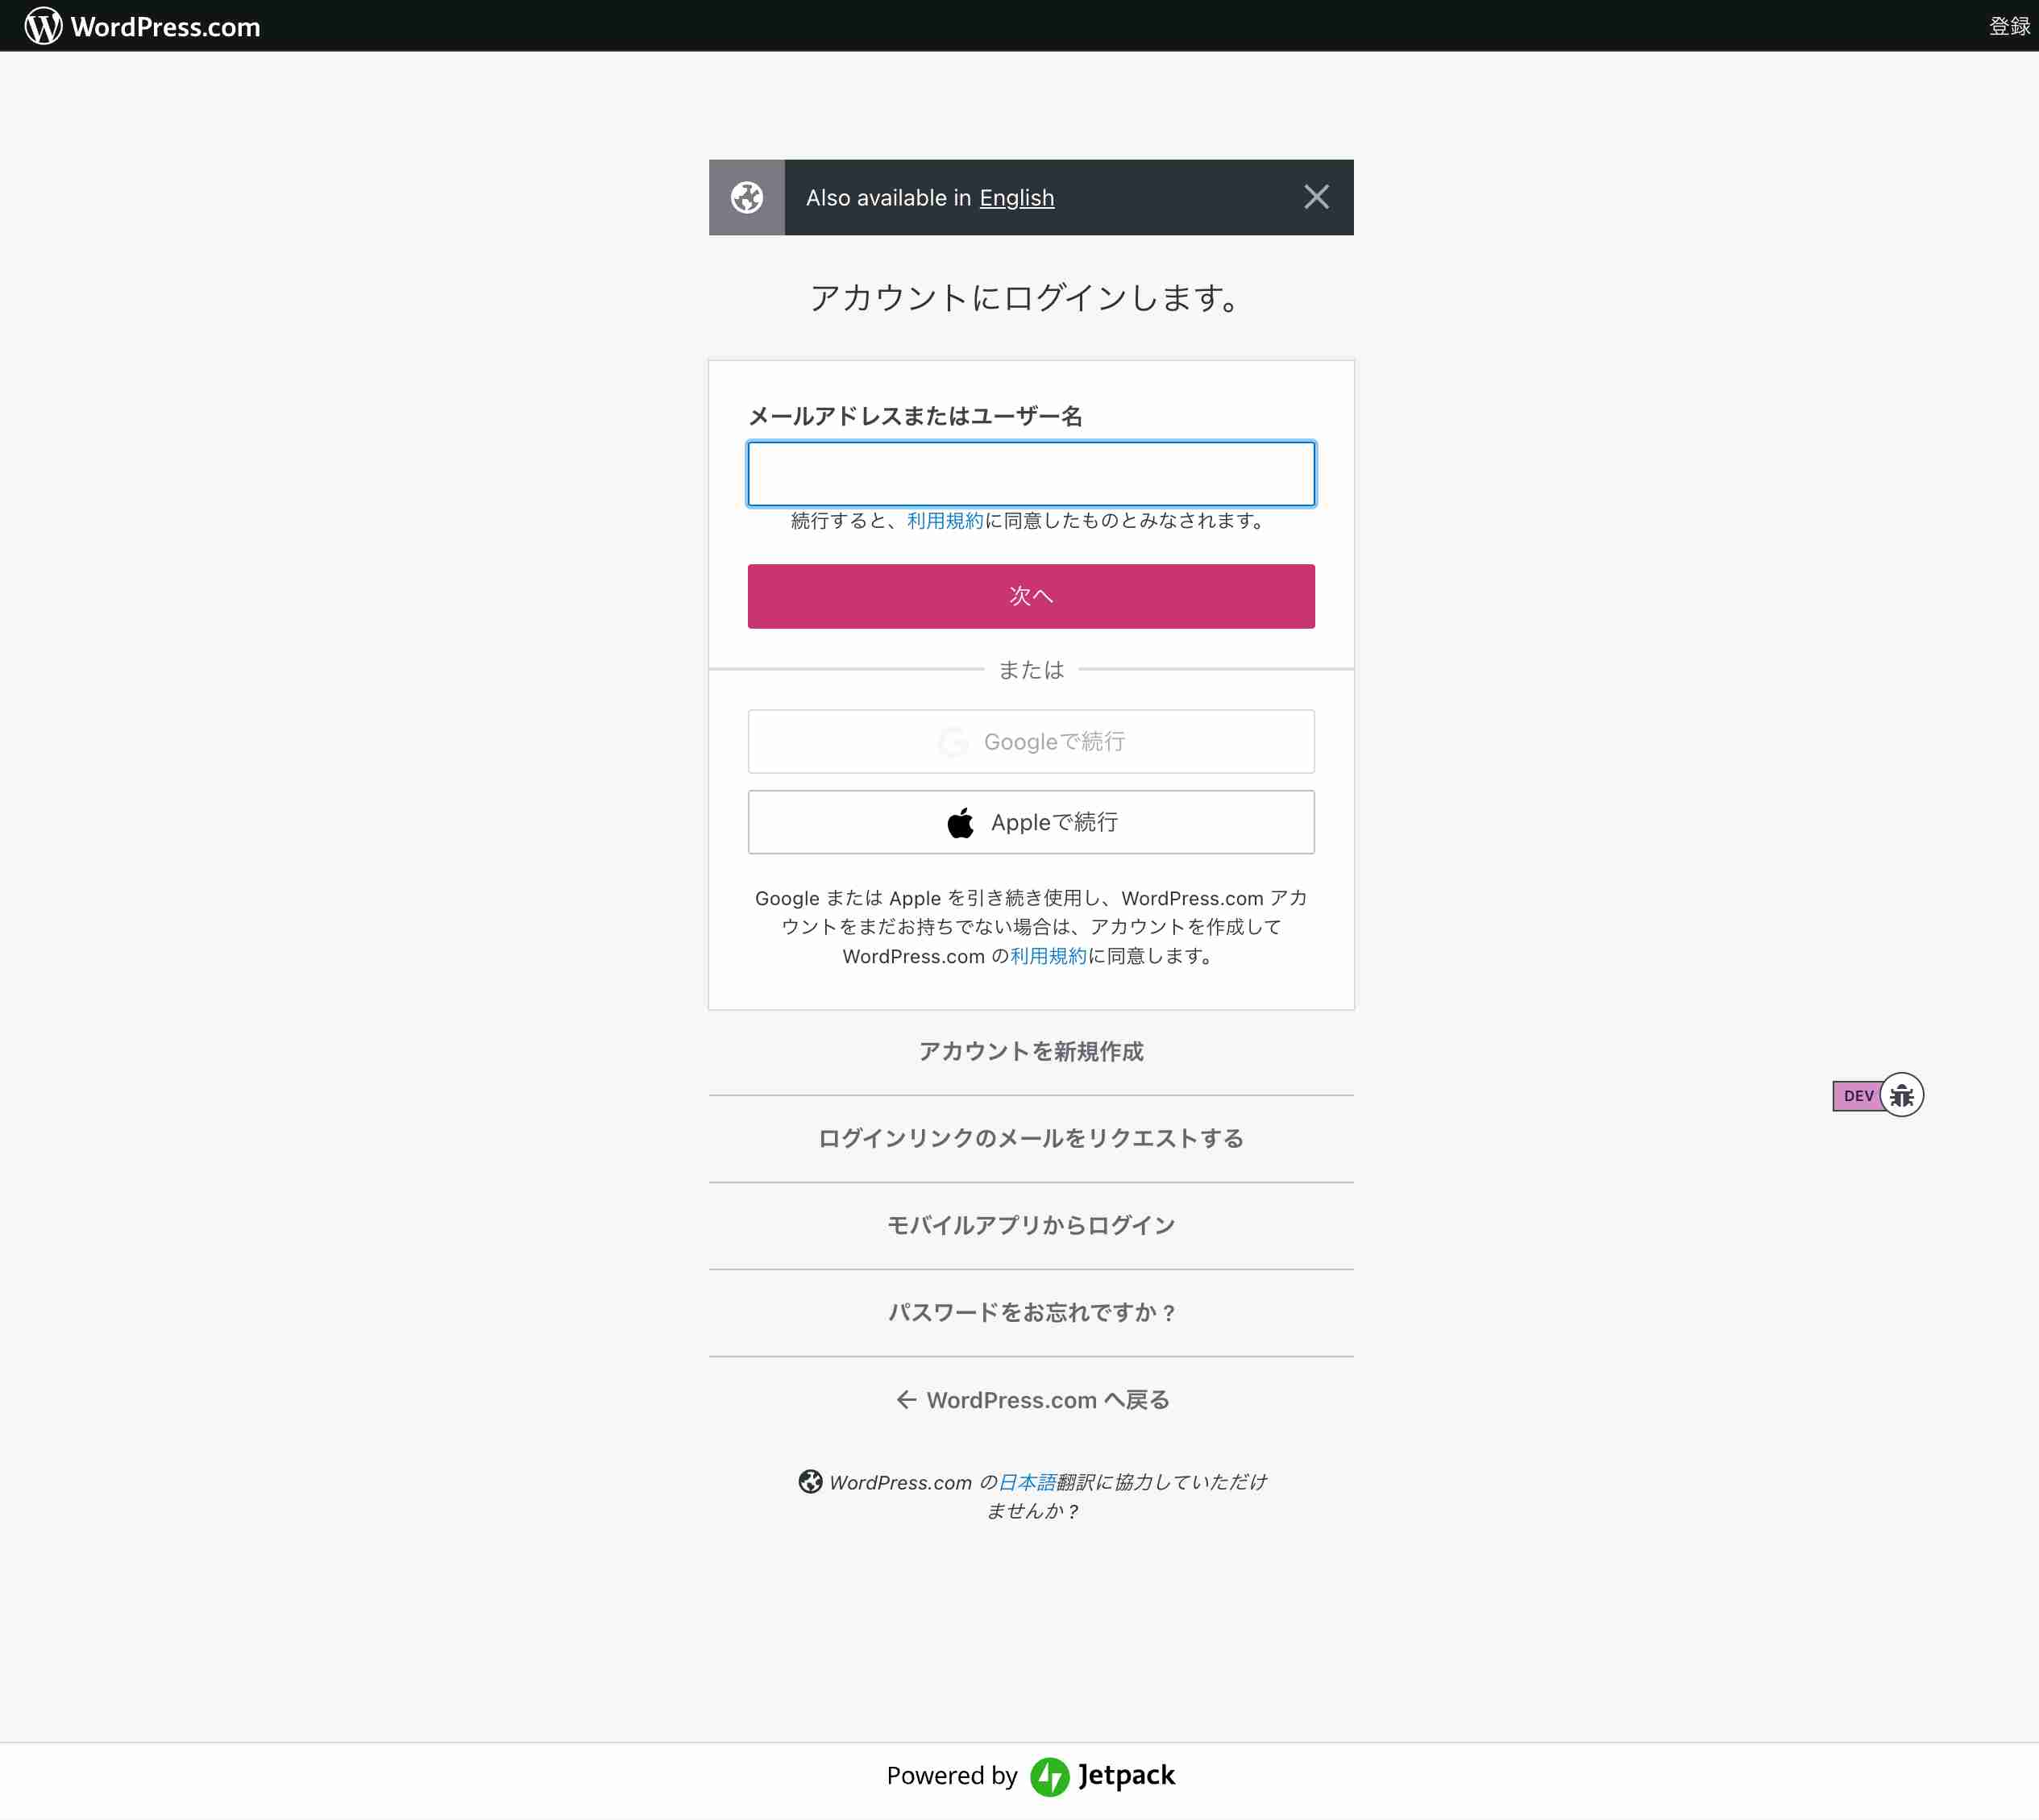 WordPress.com
登録
Also available in English
アカウントにログインします。
メールアドレスまたはユーザー名
続行すると、利用規約に同意したものとみなされます。
次へ
または
Googleで続行
Appleで続行
Google または Apple を引き続き使用し、WordPress.com アカ
ウントをまだお持ちでない場合は、アカウントを作成して
WordPress.com の利用規約に同意します。
アカウントを新規作成
DEV
ログインリンクのメールをリクエストする
モバイルアプリからログイン
パスワードをお忘れですか ?
← WordPress.com へ戻る
WordPress.com の日本語翻訳に協力していただけ
ませんか ?
Powered by Jetpack